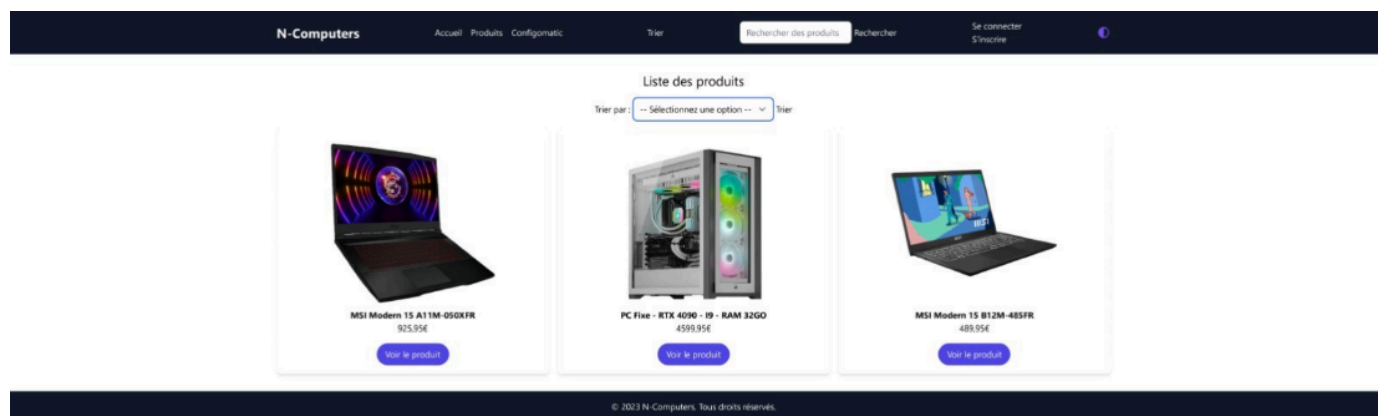 N-Computers Accueil Produits Configomatic Trier Rechercher des produits Rechercher Se connecter
S'inscrire
Liste des produits
Trier par : -- Sélectionnez une option -- Trier
MSI Modern 15 A11M-050XFR
925,95€
Voir le produit
PC Fixe - RTX 4090 - I9 - RAM 32GO
4599,95€
Voir le produit
MSI Modern 15 B12M-485FR
489,95€
Voir le produit
© 2023 N-Computers. Tous droits réservés.